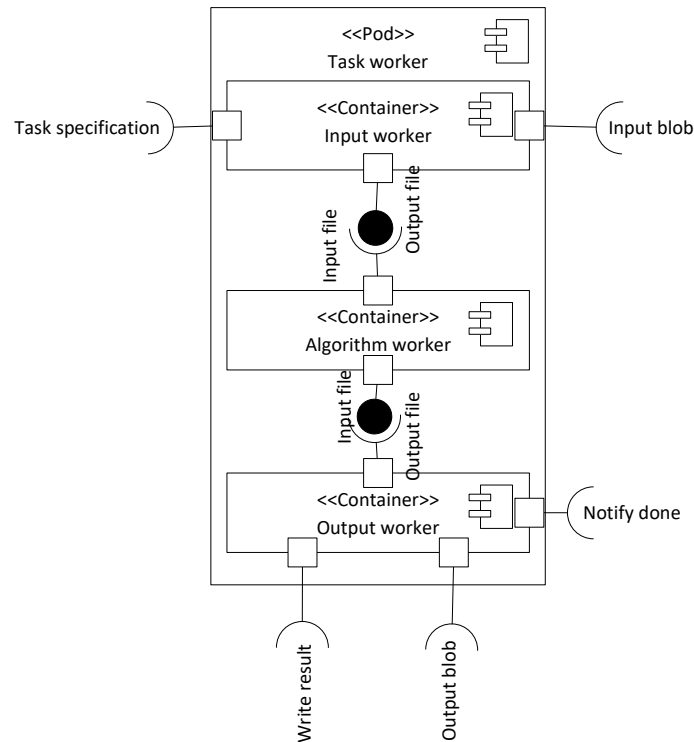 <<Pod>>
Task worker
<<Container>>
Input worker
Task specification
Input blob
Input file
Output file
<<Container>>
Algorithm worker
Input file
Output file
<<Container>>
Output worker
Notify done
Write result
Output blob